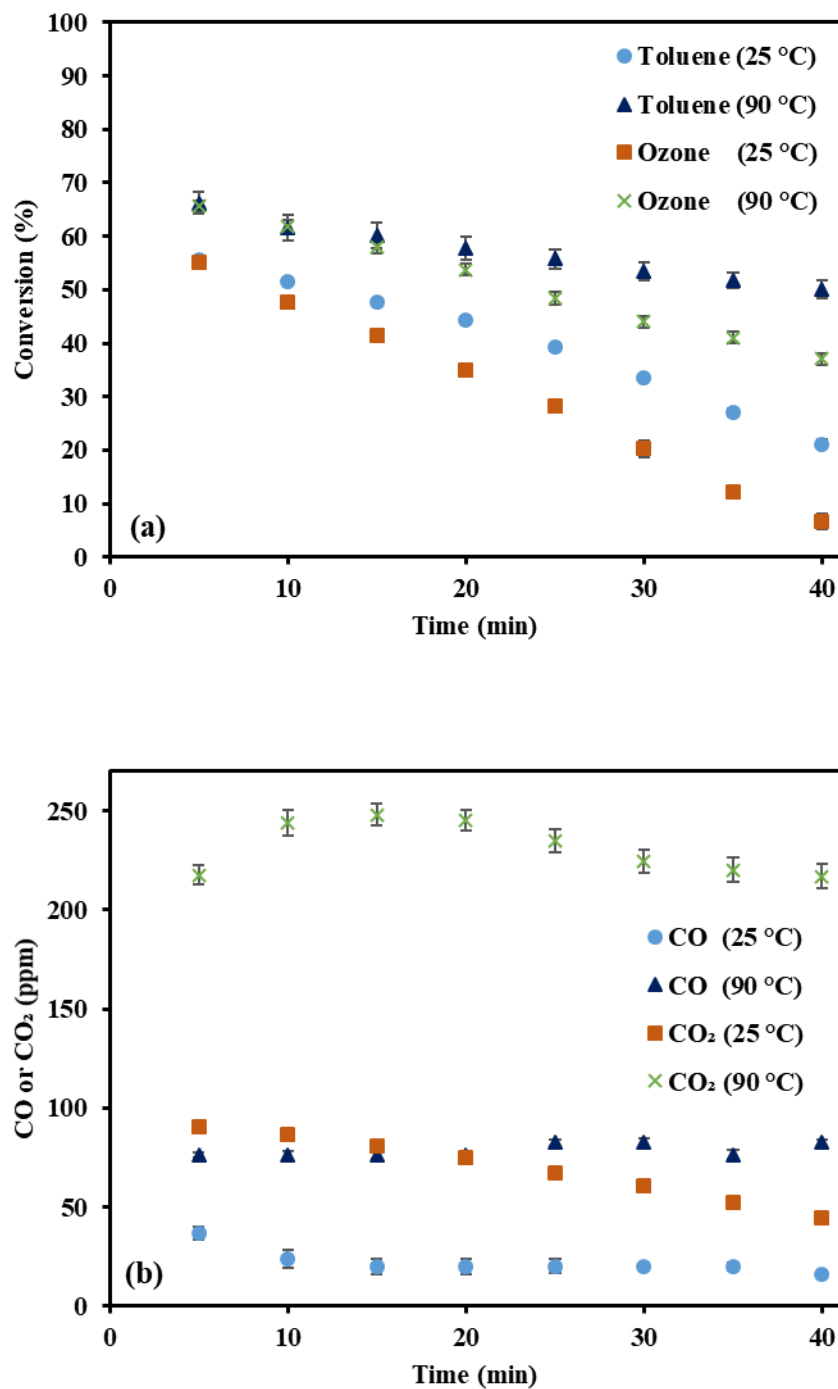 100
90
80
70
60
50
40
30
20
10
0
Conversion (%)
Toluene (25 °C)
Toluene (90 °C)
Ozone (25 °C)
Ozone (90 °C)
(a)
0 10 20 30 40
Time (min)
250
200
150
100
50
0
CO or CO₂ (ppm)
CO (25 °C)
CO (90 °C)
CO₂ (25 °C)
CO₂ (90 °C)
(b)
0 10 20 30 40
Time (min)